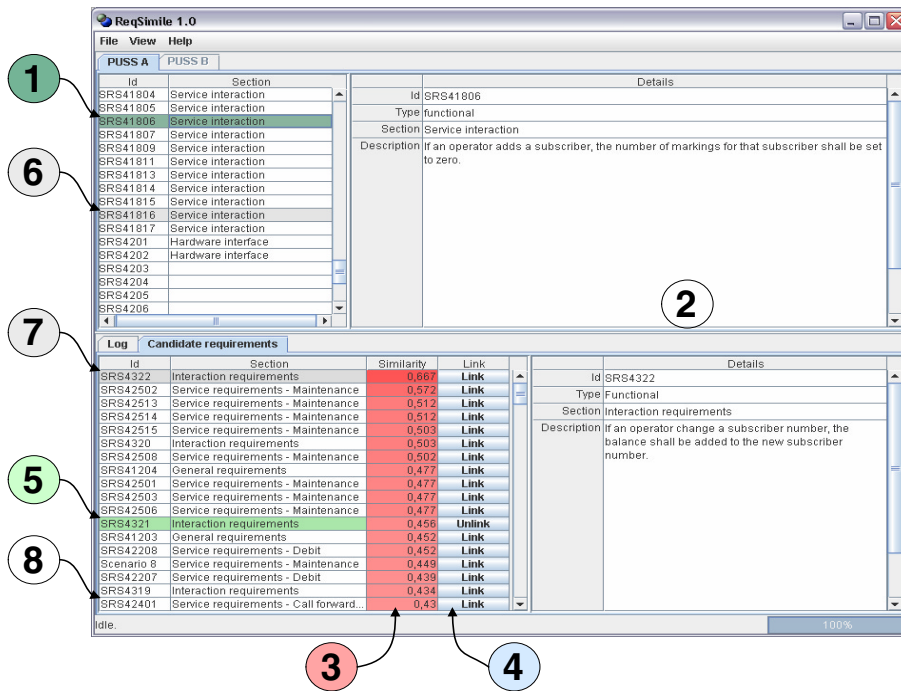 ReqSimile 1.0
File View Help
PUSS A PUSS B
1
Id Section
SRS41804 Service interaction
SRS41805 Service interaction
SRS41806 Service interaction
SRS41807 Service interaction
SRS41809 Service interaction
SRS41811 Service interaction
SRS41813 Service interaction
SRS41814 Service interaction
SRS41815 Service interaction
SRS41816 Service interaction
SRS41817 Service interaction
SRS4201 Hardware interface
SRS4202 Hardware interface
SRS4203
SRS4204
SRS4205
SRS4206
6
Details
Id SRS41806
Type functional
Section Service interaction
Description If an operator adds a subscriber, the number of markings for that subscriber shall be set
to zero.
2
7
Log Candidate requirements
Id Section Similarity Link
SRS4322 Interaction requirements 0,667 Link
SRS42502 Service requirements - Maintenance 0,572 Link
SRS42513 Service requirements - Maintenance 0,512 Link
SRS42514 Service requirements - Maintenance 0,512 Link
SRS42515 Service requirements - Maintenance 0,503 Link
SRS4320 Interaction requirements 0,503 Link
SRS42508 Service requirements - Maintenance 0,502 Link
SRS41204 General requirements 0,477 Link
SRS42501 Service requirements - Maintenance 0,477 Link
SRS42503 Service requirements - Maintenance 0,477 Link
SRS42506 Service requirements - Maintenance 0,477 Link
SRS4321 Interaction requirements 0,456 Unlink
SRS41203 General requirements 0,452 Link
SRS42208 Service requirements - Debit 0,452 Link
Scenario 8 Service requirements - Maintenance 0,449 Link
SRS42207 Service requirements - Debit 0,439 Link
SRS4319 Interaction requirements 0,434 Link
SRS42401 Service requirements - Call forward... 0,43 Link
5
8
Details
Id SRS4322
Type Functional
Section Interaction requirements
Description If an operator change a subscriber number, the
balance shall be added to the new subscriber
number.
Idle. 100%
3 4